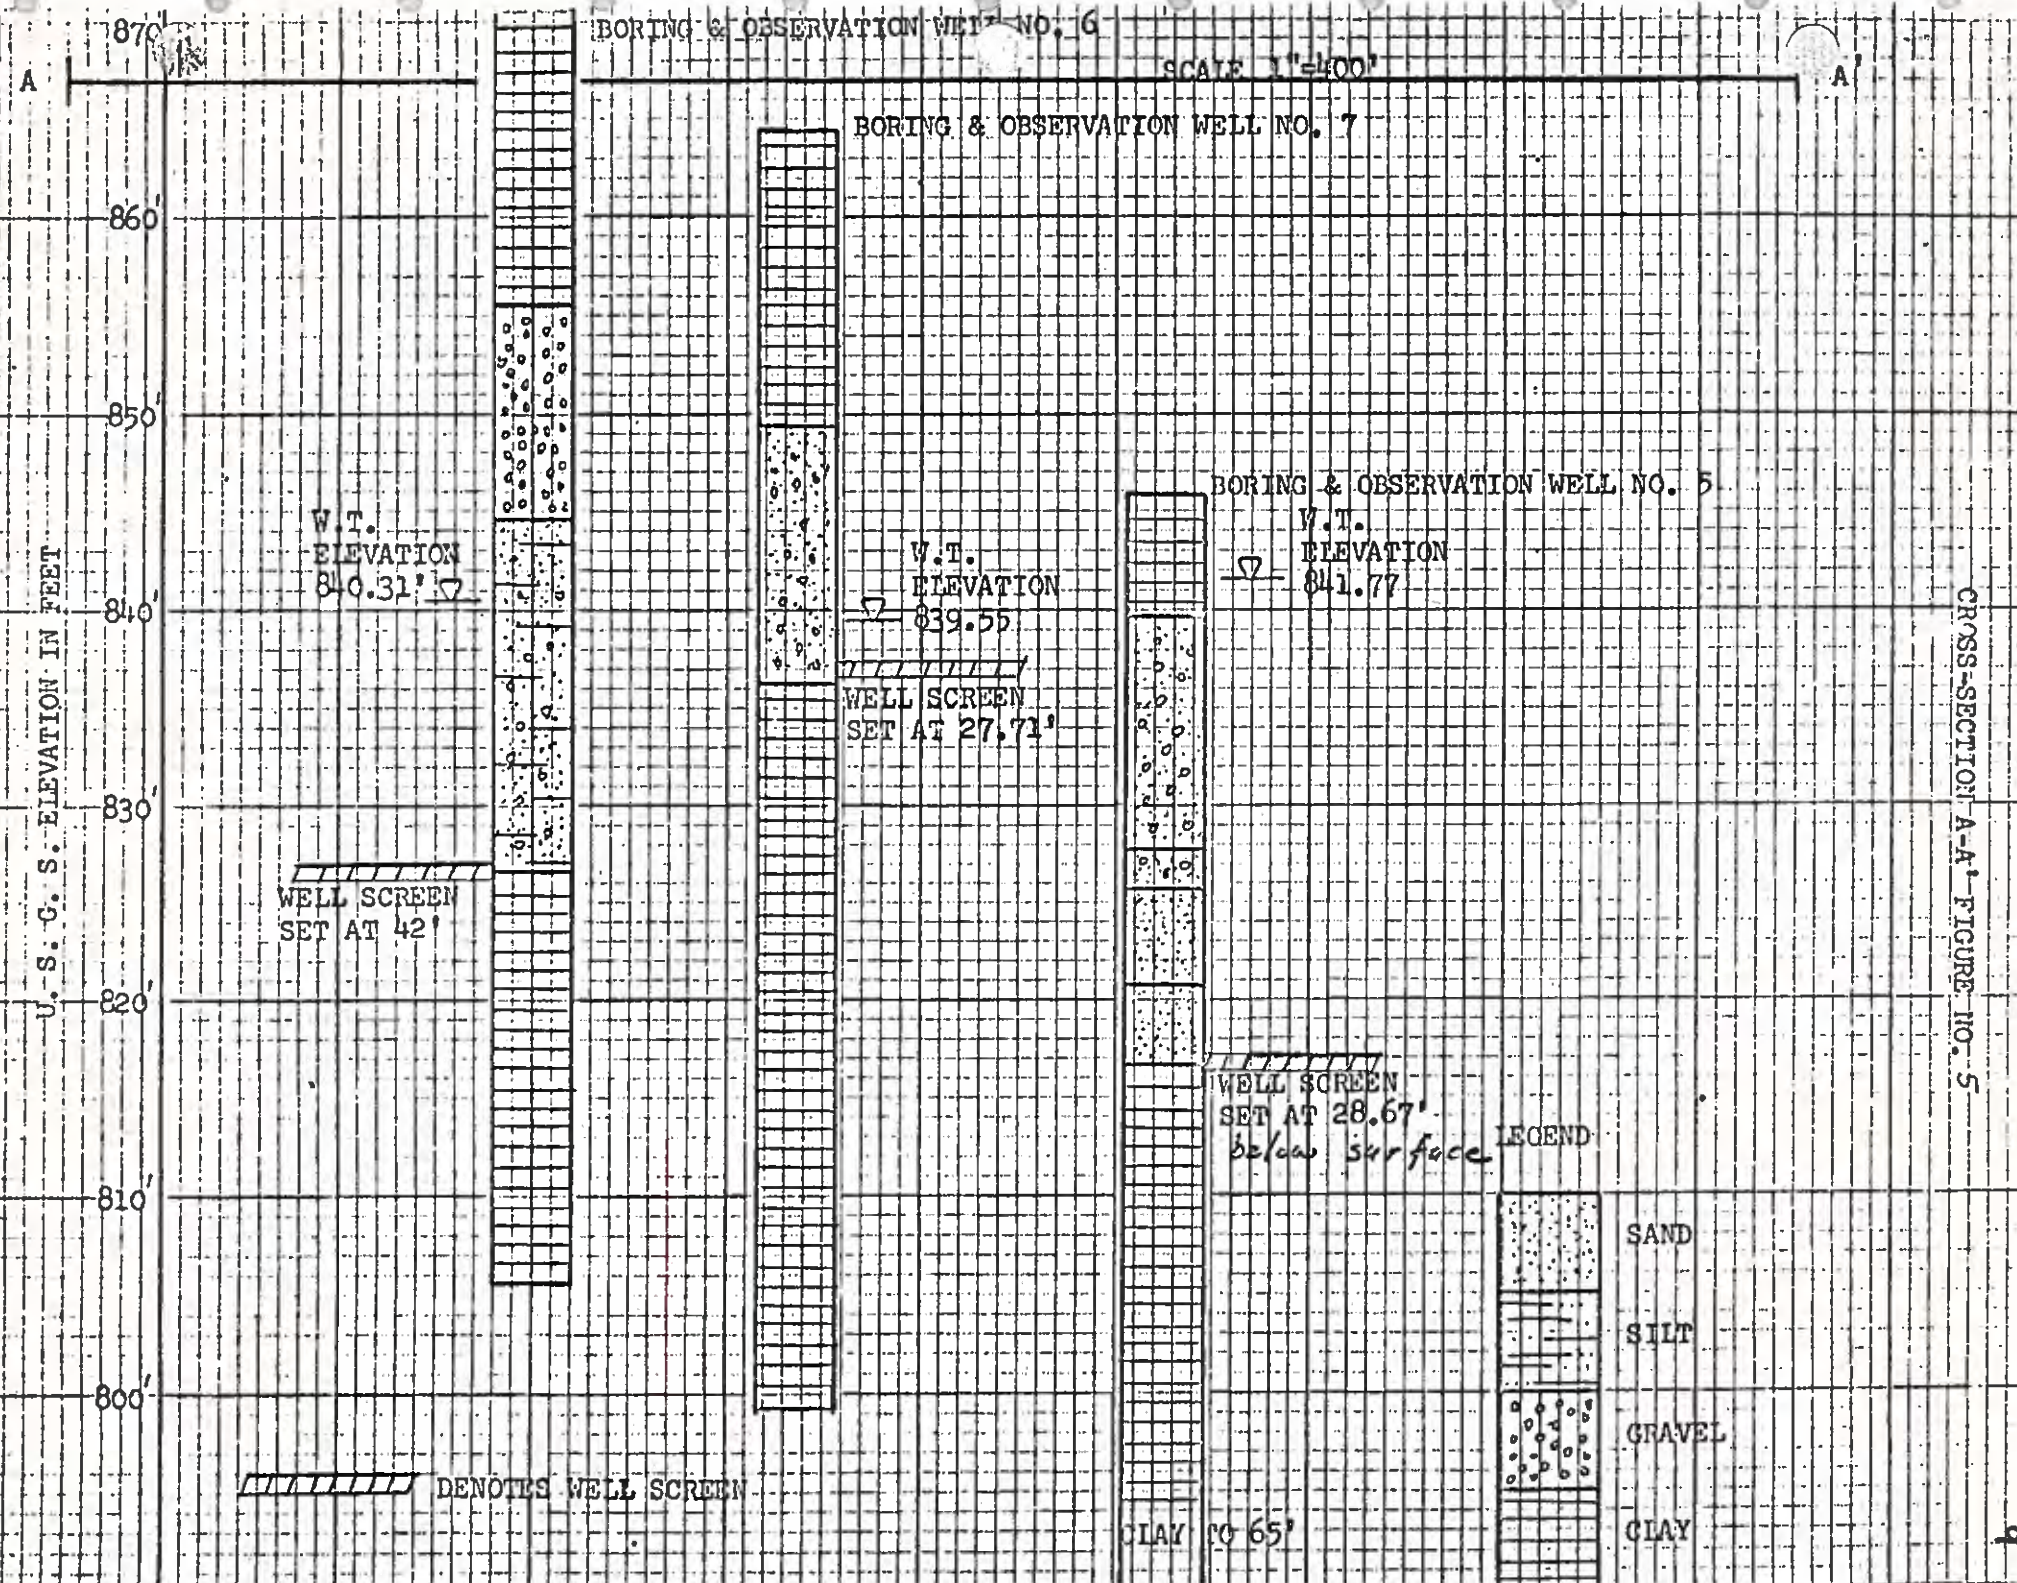 870
BORING & OBSERVATION WELL NO. 6
SCALE 1"=400'
A
A'
BORING & OBSERVATION WELL NO. 7
860'
850'
BORING & OBSERVATION WELL NO. 5
W.T.
ELEVATION
840.31'
W.T.
ELEVATION
839.55
W.T.
ELEVATION
841.77
840'
WELL SCREEN
SET AT 27.71'
830'
WELL SCREEN
SET AT 42'
820'
WELL SCREEN
SET AT 28.67'
below surface
810'
800'
U. S. G. S. ELEVATION IN FEET
CROSS-SECTION A-A' FIGURE NO. 5
LEGEND
SAND
SILT
GRAVEL
CLAY
DENOTES WELL SCREEN
CLAY TO 65'